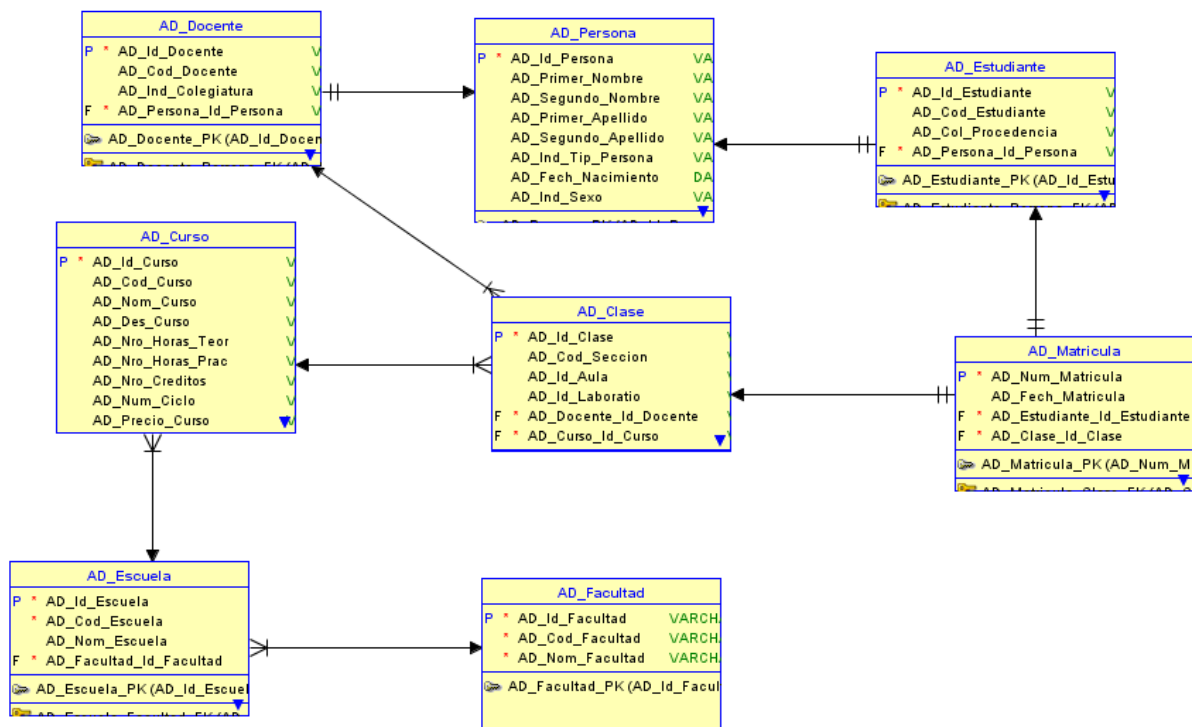 AD_Docente
P * AD_Id_Docente V
AD_Cod_Docente V
AD_Ind_Colegiatura V
F * AD_Persona_Id_Persona V
AD_Docente_PK (AD_Id_Docen
AD_Persona
P * AD_Id_Persona VA
AD_Primer_Nombre VA
AD_Segundo_Nombre VA
AD_Primer_Apellido VA
AD_Segundo_Apellido VA
AD_Ind_Tip_Persona VA
AD_Fech_Nacimiento DA
AD_Ind_Sexo VA
AD_Estudiante
P * AD_Id_Estudiante V
AD_Cod_Estudiante V
AD_Col_Procedencia V
F * AD_Persona_Id_Persona V
AD_Estudiante_PK (AD_Id_Estu
AD_Curso
P * AD_Id_Curso V
AD_Cod_Curso V
AD_Nom_Curso V
AD_Des_Curso V
AD_Nro_Horas_Teor V
AD_Nro_Horas_Prac V
AD_Nro_Creditos V
AD_Num_Ciclo V
AD_Precio_Curso
AD_Clase
P * AD_Id_Clase
AD_Cod_Seccion
AD_Id_Aula
AD_Id_Laboratio
F * AD_Docente_Id_Docente
F * AD_Curso_Id_Curso
AD_Matricula
P * AD_Num_Matricula
AD_Fech_Matricula
F * AD_Estudiante_Id_Estudiante
F * AD_Clase_Id_Clase
AD_Matricula_PK (AD_Num_M
AD_Escuela
P * AD_Id_Escuela
* AD_Cod_Escuela
AD_Nom_Escuela
F * AD_Facultad_Id_Facultad
AD_Escuela_PK (AD_Id_Escuel
AD_Facultad
P * AD_Id_Facultad VARCH
* AD_Cod_Facultad VARCH
* AD_Nom_Facultad VARCH
AD_Facultad_PK (AD_Id_Facul